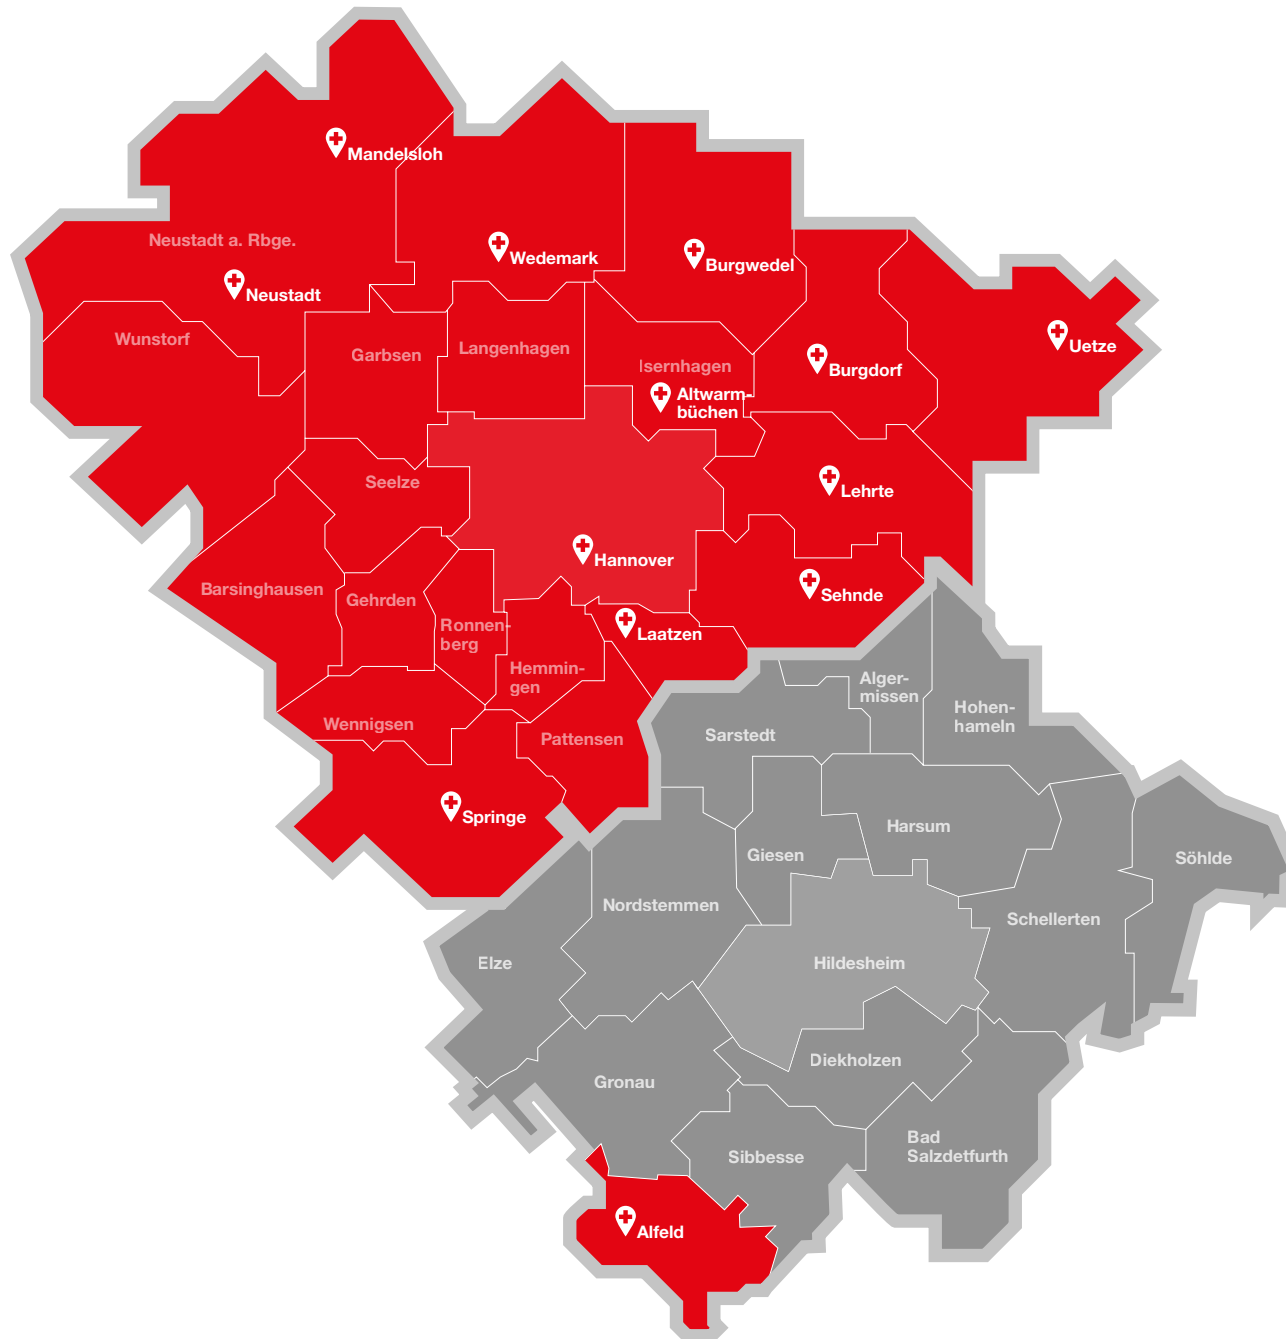 Mandelsloh
Neustadt a. Rbge.
Wedemark
Burgwedel
Neustadt
Wunstorf
Garbsen
Langenhagen
Isernhagen
Altwarm-
büchen
Burgdorf
Uetze
Seelze
Lehrte
Hannover
Barsinghausen
Gehrden
Ronnen-
berg
Laatzen
Sehnde
Hemmin-
gen
Wennigsen
Pattensen
Springe
Alger-
missen
Hohen-
hameln
Sarstedt
Harsum
Giesen
Söhlde
Nordstemmen
Schellerten
Elze
Hildesheim
Diekholzen
Gronau
Sibbesse
Bad
Salzdetfurth
Alfeld